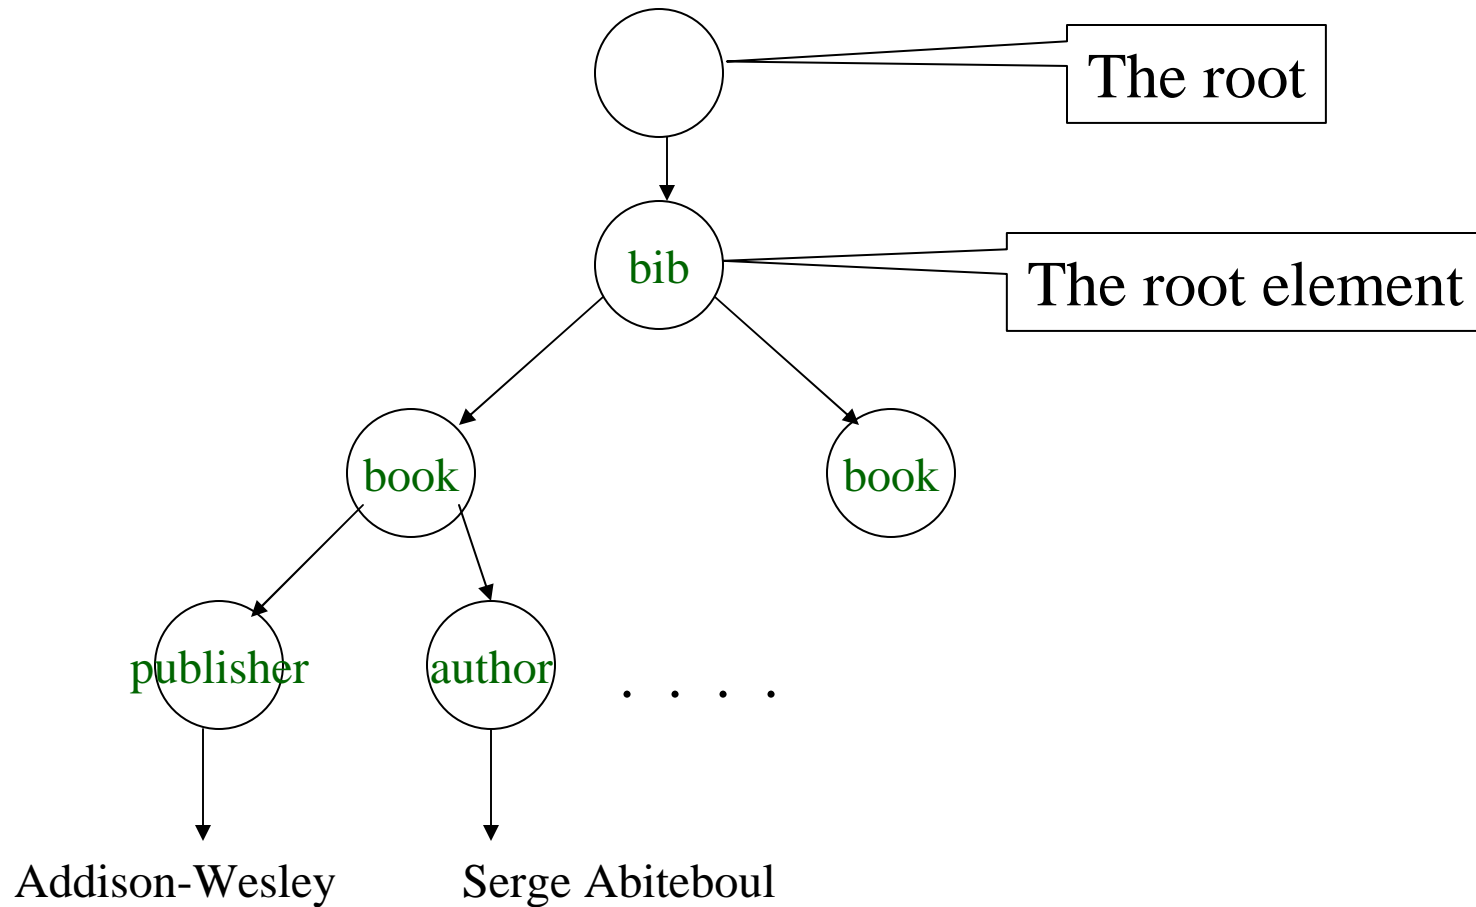 The root
bib
The root element
book
book
publisher
author
. . . .
Addison-Wesley
Serge Abiteboul